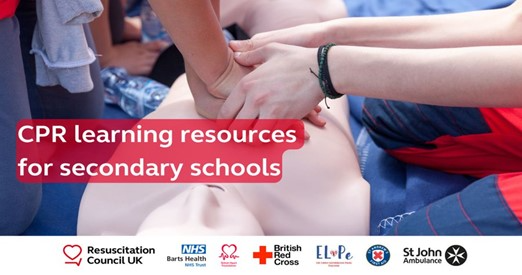 CPR learning resources
for secondary schools
Resuscitation
Council UK
NHS
Barts Health
NHS Trust
British
Red
Cross
St John
Ambulance